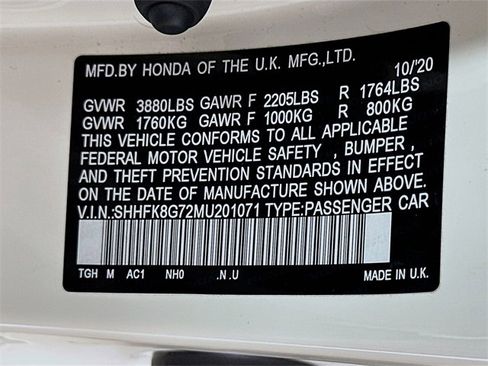 MFD.BY HONDA OF THE U.K. MFG.,LTD. 10/'20
GVWR 3880LBS GAWR F 2205LBS R 1764LBS
GVWR 1760KG GAWR F 1000KG R 800KG
THIS VEHICLE CONFORMS TO ALL APPLICABLE
FEDERAL MOTOR VEHICLE SAFETY , BUMPER ,
AND THEFT PREVENTION STANDARDS IN EFFECT
ON THE DATE OF MANUFACTURE SHOWN ABOVE.
V.I.N.:SHHFK8G72MU201071 TYPE:PASSENGER CAR
TGH M AC1 NH0 .N .U MADE IN U.K.